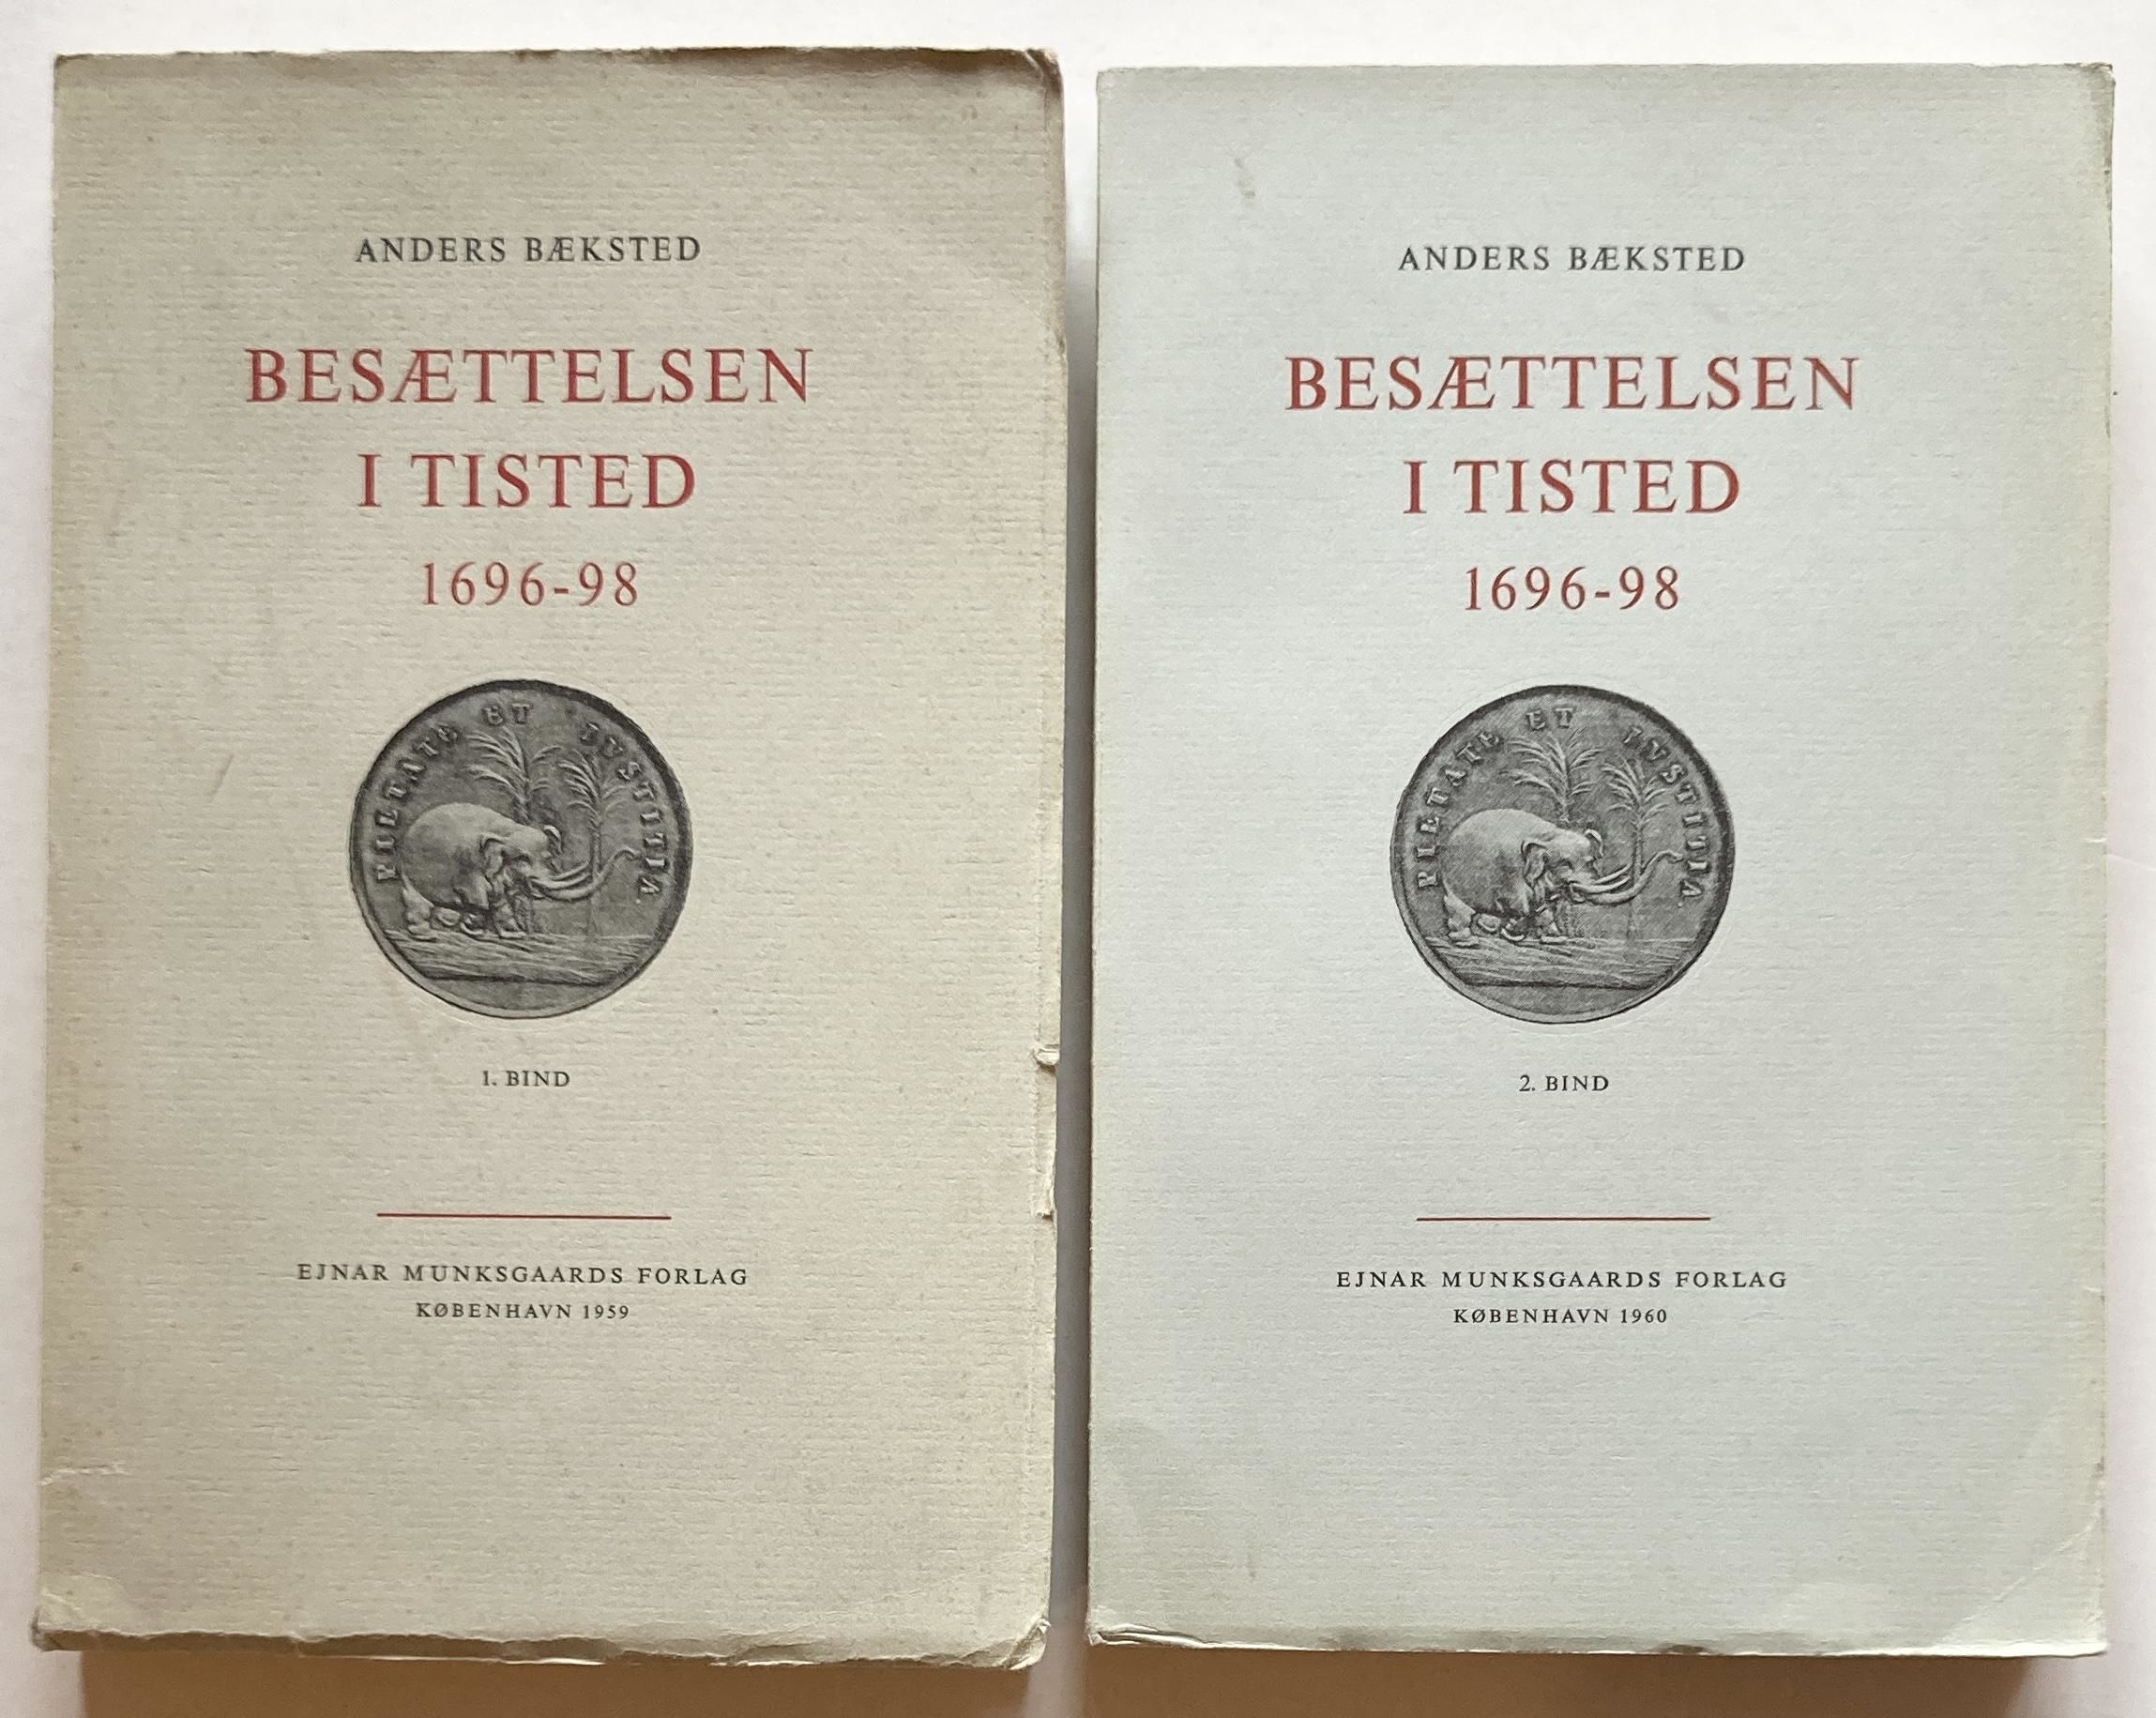 ANDERS BÆKSTED
BESÆTTELSEN
I TISTED
1696-98
PIETATE ET IVSTITIA
1. BIND
EJNAR MUNKSGAARDS FORLAG
KØBENHAVN 1959
ANDERS BÆKSTED
BESÆTTELSEN
I TISTED
1696-98
PIETATE ET IVSTITIA
2. BIND
EJNAR MUNKSGAARDS FORLAG
KØBENHAVN 1960